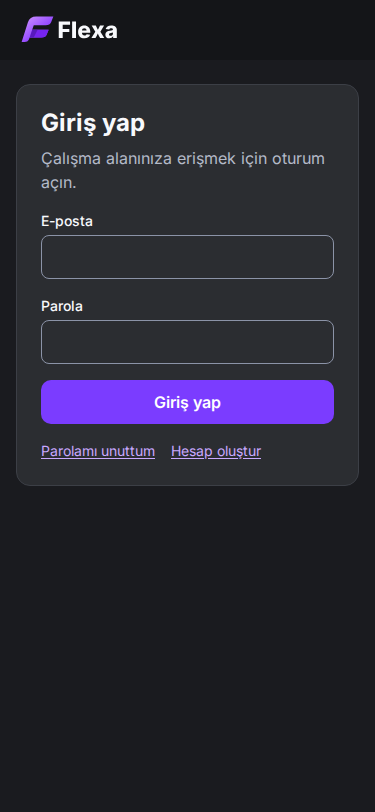 Flexa
Giriş yap
Çalışma alanınıza erişmek için oturum
açın.
E-posta
Parola
Giriş yap
Parolamı unuttum Hesap oluştur